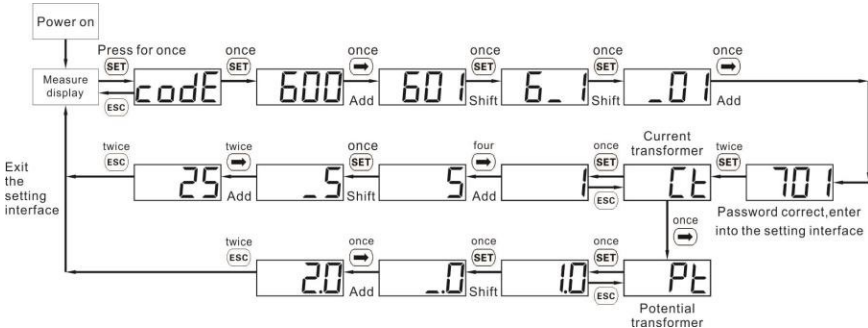 Power on
Press for once
SET
Measure
display
ESC
codE
once
SET
600
once
Add
601
once
SET
Shift
6_1
once
SET
Shift
_01
once
Add
Exit
the
setting
interface
twice
ESC
25
twice
Add
_5
once
SET
Shift
5
four
Add
1
once
SET
ESC
Current
transformer
Ct
twice
SET
701
Password correct,enter
into the setting interface
once
twice
ESC
2.0
once
Add
_.0
once
SET
Shift
1.0
once
SET
ESC
Pt
Potential
transformer